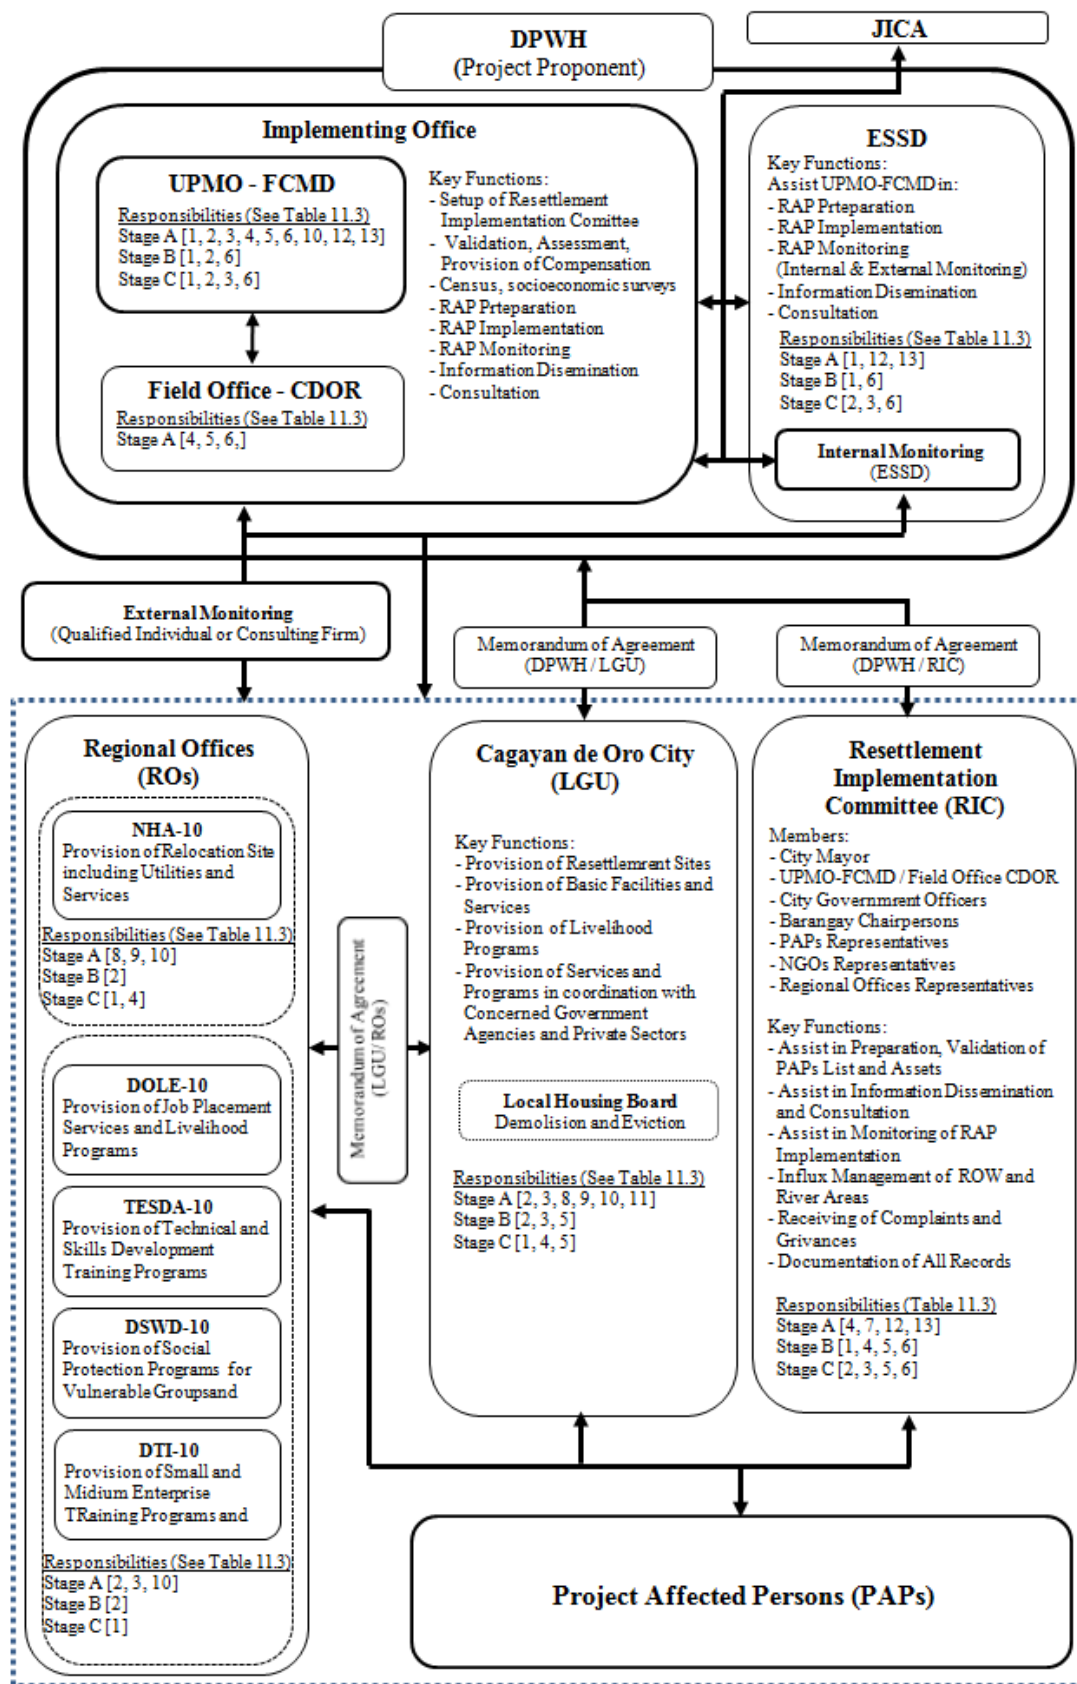 DPWH
(Project Proponent)
JICA
Implementing Office
UPMO - FCMD
Responsibilities (See Table 11.3)
Stage A [1, 2, 3, 4, 5, 6, 10, 12, 13]
Stage B [1, 2, 6]
Stage C [1, 2, 3, 6]
Field Office - CDOR
Responsibilities (See Table 11.3)
Stage A [4, 5, 6,]
Key Functions:
- Setup of Resettlement
Implementation Comittee
- Validation, Assessment,
Provision of Compensation
- Census, socioeconomic surveys
- RAP Prteparation
- RAP Implementation
- RAP Monitoring
- Information Disemination
- Consultation
ESSD
Key Functions:
Assist UPMO-FCMD in:
- RAP Prteparation
- RAP Implementation
- RAP Monitoring
(Internal & External Monitoring)
- Information Disemination
- Consultation
Responsibilities (See Table 11.3)
Stage A [1, 12, 13]
Stage B [1, 6]
Stage C [2, 3, 6]
Internal Monitoring
(ESSD)
External Monitoring
(Qualified Individual or Consulting Firm)
Memorandum of Agreement
(DPWH / LGU)
Memorandum of Agreement
(DPWH / RIC)
Regional Offices
(ROs)
NHA-10
Provision of Relocation Site
including Utilities and
Services
Responsibilities (See Table 11.3)
Stage A [8, 9, 10]
Stage B [2]
Stage C [1, 4]
DOLE-10
Provision of Job Placement
Services and Livelihood
Programs
TESDA-10
Provision of Technical and
Skills Development
Training Programs
DSWD-10
Provision of Social
Protection Programs for
Vulnerable Groupsand
DTI-10
Provision of Small and
Midium Enterprise
TRaining Programs and
Responsibilities (See Table 11.3)
Stage A [2, 3, 10]
Stage B [2]
Stage C [1]
Memorandum of Agreement
(LGU/ ROs)
Cagayan de Oro City
(LGU)
Key Functions:
- Provision of Resettlemrent Sites
- Provision of Basic Facilities and
Services
- Provision of Livelihood
Programs
- Provision of Services and
Programs in coordination with
Concerned Government
Agencies and Private Sectors
Local Housing Board
Demolision and Eviction
Responsibilities (See Table 11.3)
Stage A [2, 3, 8, 9, 10, 11]
Stage B [2, 3, 5]
Stage C [1, 4, 5]
Resettlement
Implementation
Committee (RIC)
Members:
- City Mayor
- UPMO-FCMD / Field Office CDOR
- City Governmrent Officers
- Barangay Chairpersons
- PAPs Representatives
- NGOs Representatives
- Regional Offices Representatives
Key Functions:
- Assist in Preparation, Validation of
PAPs List and Assets
- Assist in Information Dissemination
and Consultation
- Assist in Monitoring of RAP
Implementation
- Influx Management of ROW and
River Areas
- Receiving of Complaints and
Grivances
- Documentation of All Records
Responsibilities (Table 11.3)
Stage A [4, 7, 12, 13]
Stage B [1, 4, 5, 6]
Stage C [2, 3, 5, 6]
Project Affected Persons (PAPs)